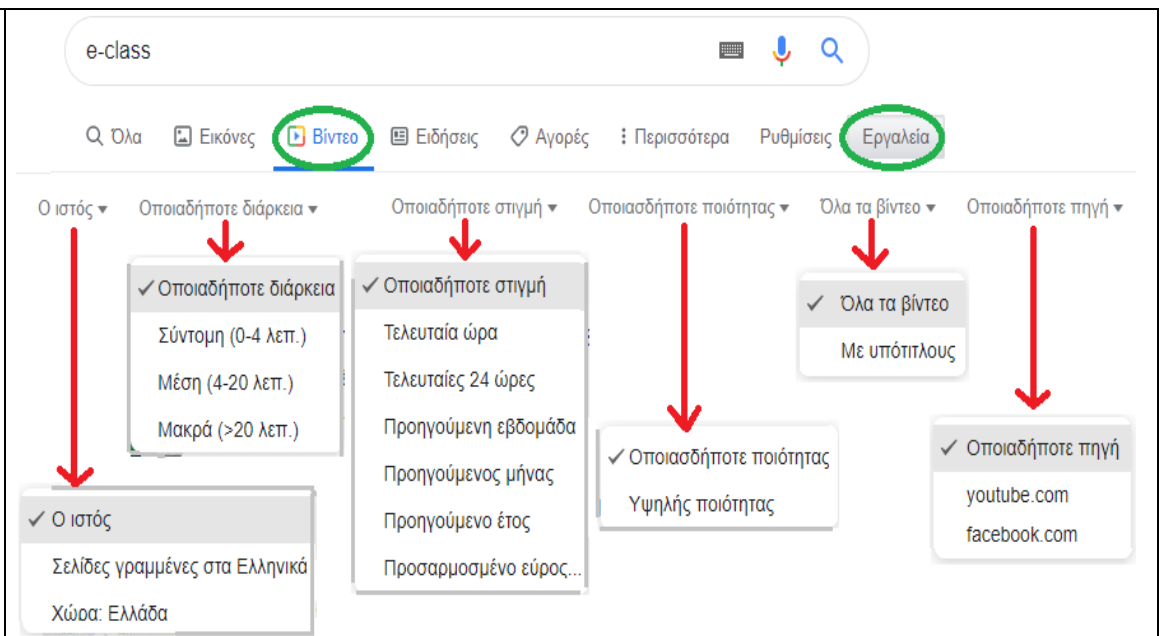 e-class
Όλα Εικόνες Βίντεο Ειδήσεις Αγορές Περισσότερα Ρυθμίσεις Εργαλεία
Ο ιστός Οποιαδήποτε διάρκεια Οποιαδήποτε στιγμή Οποιασδήποτε ποιότητας Όλα τα βίντεο Οποιαδήποτε πηγή
Οποιαδήποτε διάρκεια
Σύντομη (0-4 λεπ.)
Μέση (4-20 λεπ.)
Μακρά (>20 λεπ.)
Οποιαδήποτε στιγμή
Τελευταία ώρα
Τελευταίες 24 ώρες
Προηγούμενη εβδομάδα
Προηγούμενος μήνας
Προηγούμενο έτος
Προσαρμοσμένο εύρος...
Όλα τα βίντεο
Με υπότιτλους
Οποιασδήποτε ποιότητας
Υψηλής ποιότητας
Οποιαδήποτε πηγή
youtube.com
facebook.com
Ο ιστός
Σελίδες γραμμένες στα Ελληνικά
Χώρα: Ελλάδα